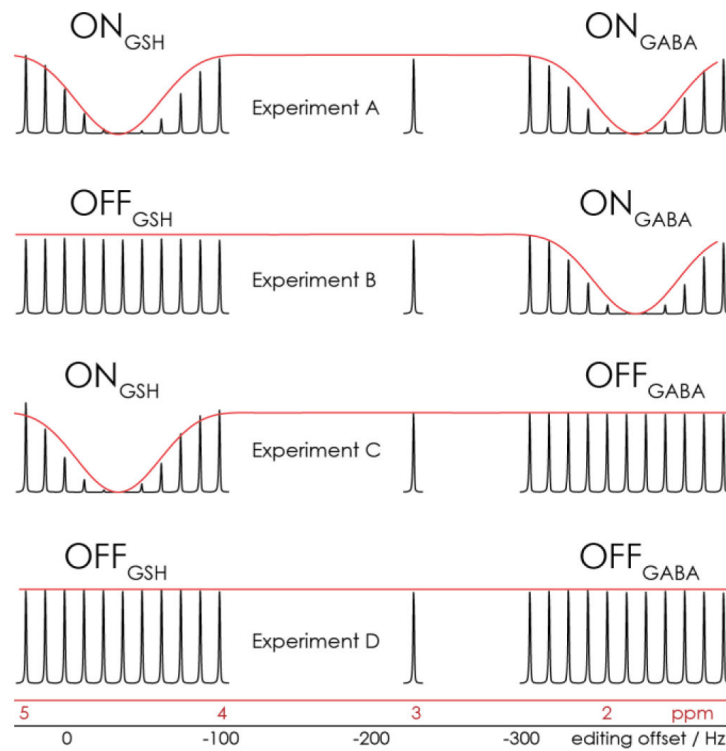 ON GSH ON GABA
Experiment A
OFF GSH ON GABA
Experiment B
ON GSH OFF GABA
Experiment C
OFF GSH OFF GABA
Experiment D
5 4 3 2 ppm
0 -100 -200 -300 editing offset / Hz